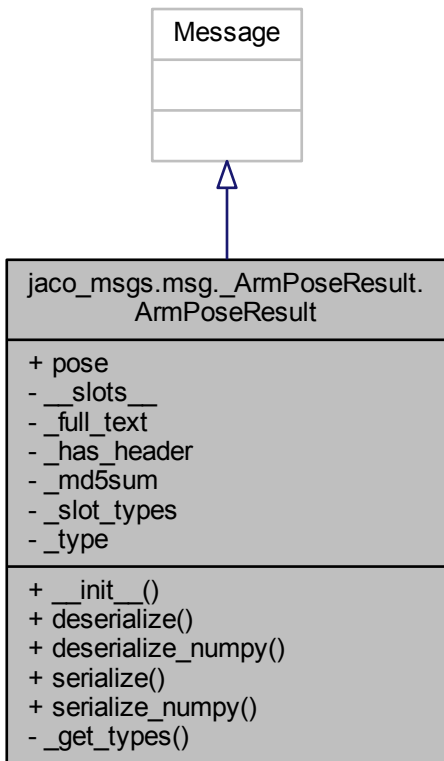 Message
jaco_msgs.msg._ArmPoseResult.
ArmPoseResult
+ pose
- __slots__
- _full_text
- _has_header
- _md5sum
- _slot_types
- _type
+ __init__()
+ deserialize()
+ deserialize_numpy()
+ serialize()
+ serialize_numpy()
- _get_types()